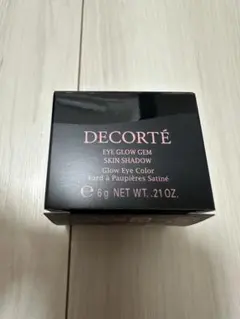 DECORTÉ
EYE GLOW GEM
SKIN SHADOW
Glow Eye Color
Fard à Paupières Satiné
℮ 6g NET WT. .21 OZ.